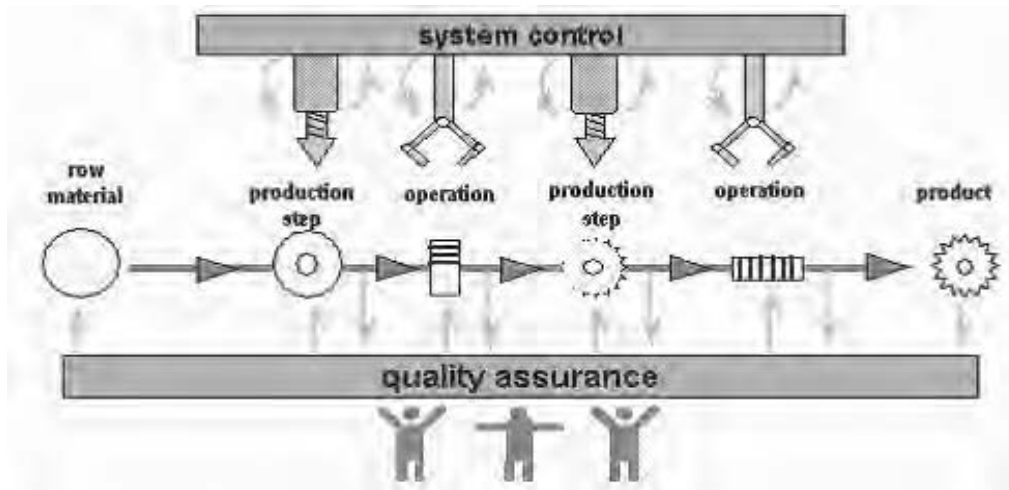 system control
row
material
production
step
operation
production
step
operation
product
quality assurance